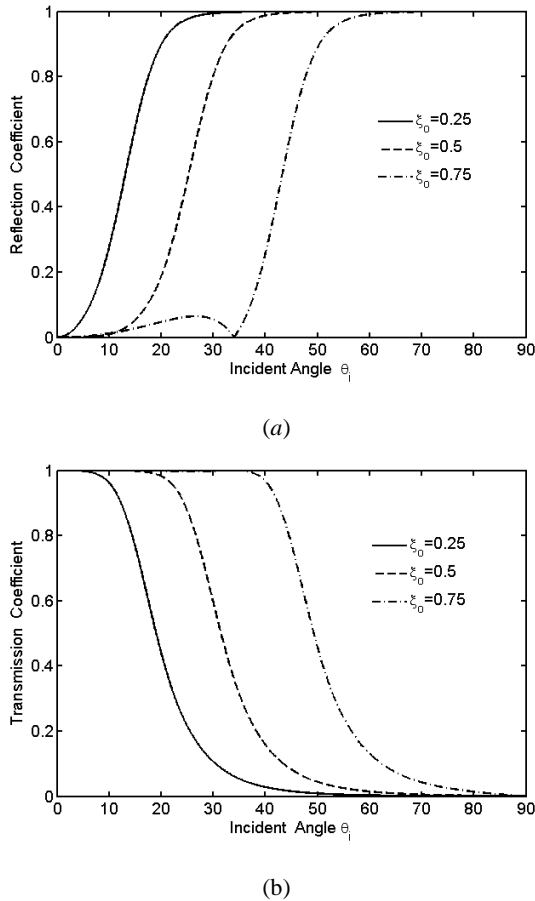 1
0.8
0.6
0.4
0.2
0
Reflection Coefficient
ξ0=0.25
ξ0=0.5
ξ0=0.75
0 10 20 30 40 50 60 70 80 90
Incident Angle θi
(a)
1
0.8
0.6
0.4
0.2
0
Transmission Coefficient
ξ0=0.25
ξ0=0.5
ξ0=0.75
0 10 20 30 40 50 60 70 80 90
Incident Angle θi
(b)